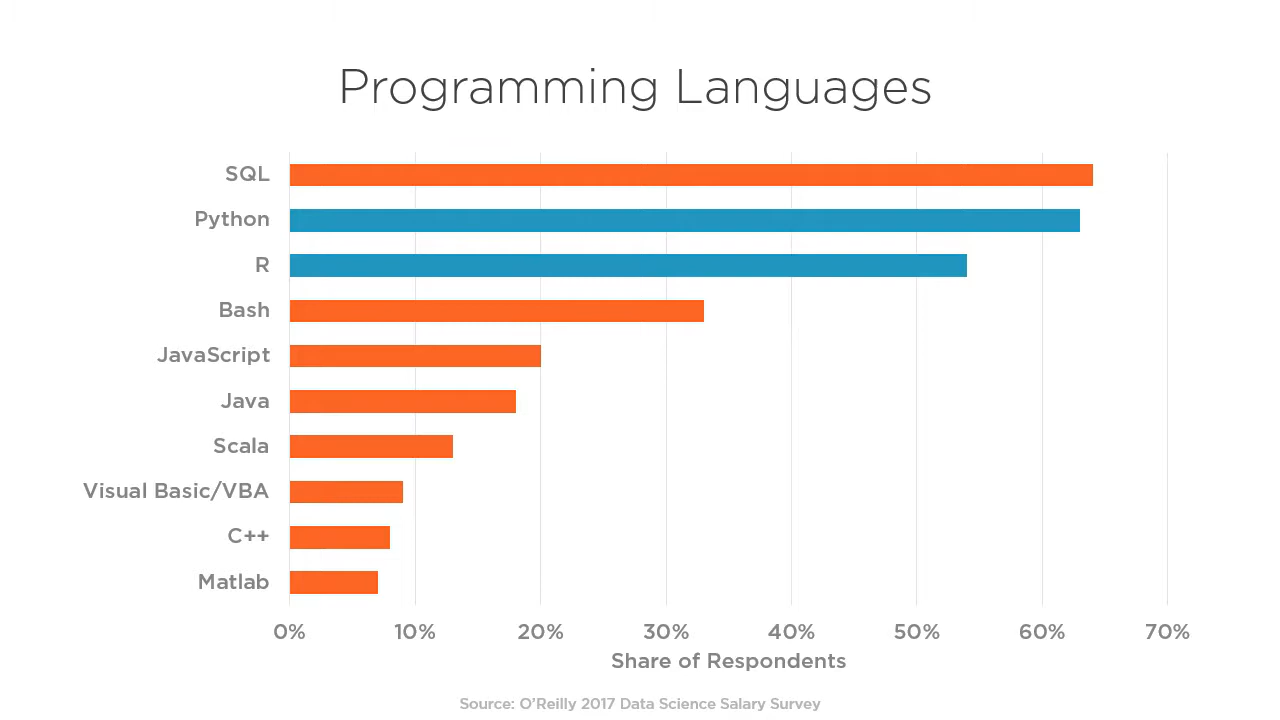 Programming Languages
SQL
Python
R
Bash
JavaScript
Java
Scala
Visual Basic/VBA
C++
Matlab
0% 10% 20% 30% 40% 50% 60% 70%
Share of Respondents
Source: O’Reilly 2017 Data Science Salary Survey